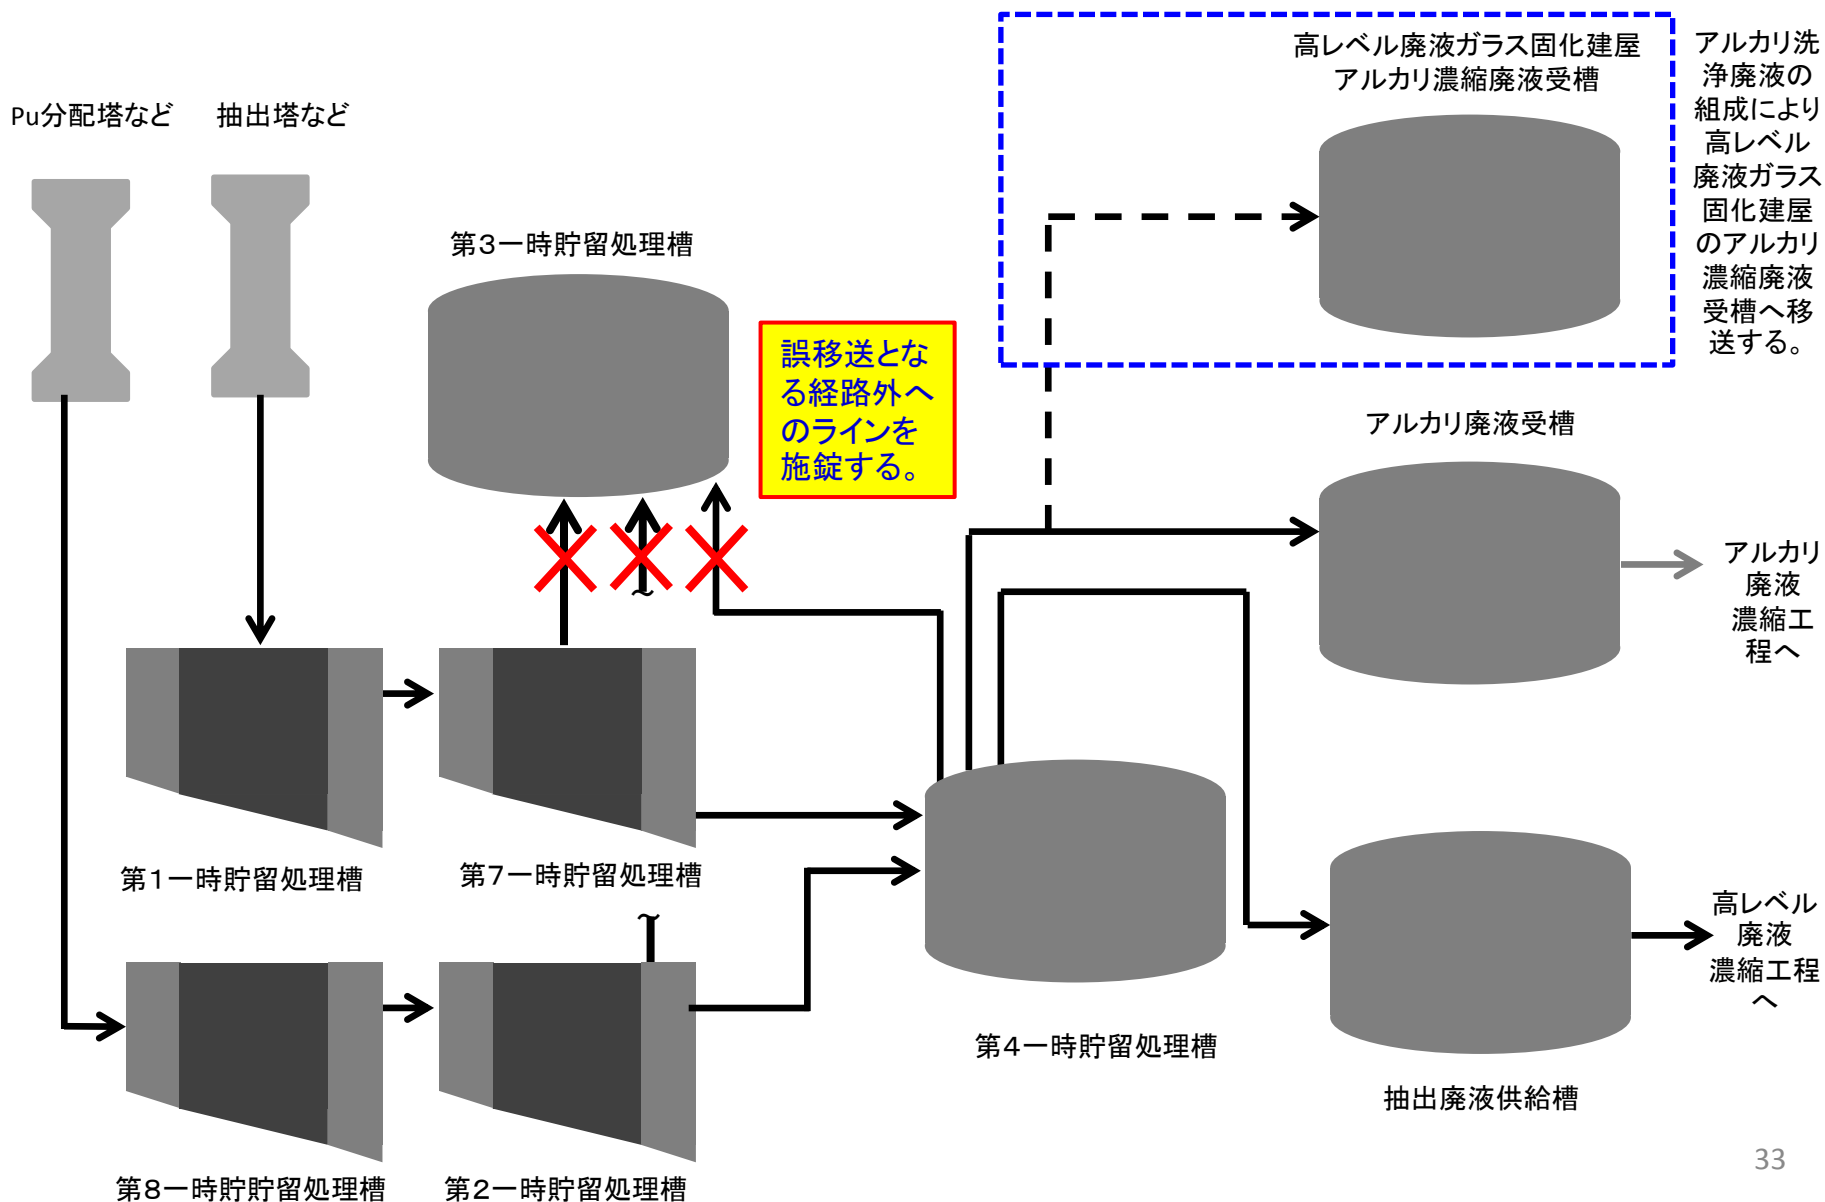 Pu分配塔など
抽出塔など
高レベル廃液ガラス固化建屋
アルカリ濃縮廃液受槽
アルカリ洗
浄廃液の
組成により
高レベル
廃液ガラス
固化建屋
のアルカリ
濃縮廃液
受槽へ移
送する。
第3一時貯留処理槽
誤移送とな
る経路外へ
のラインを
施錠する。
アルカリ廃液受槽
アルカリ
廃液
濃縮工
程へ
第1一時貯留処理槽
第7一時貯留処理槽
第4一時貯留処理槽
高レベル
廃液
濃縮工程
へ
抽出廃液供給槽
第8一時貯貯留処理槽
第2一時貯留処理槽
33